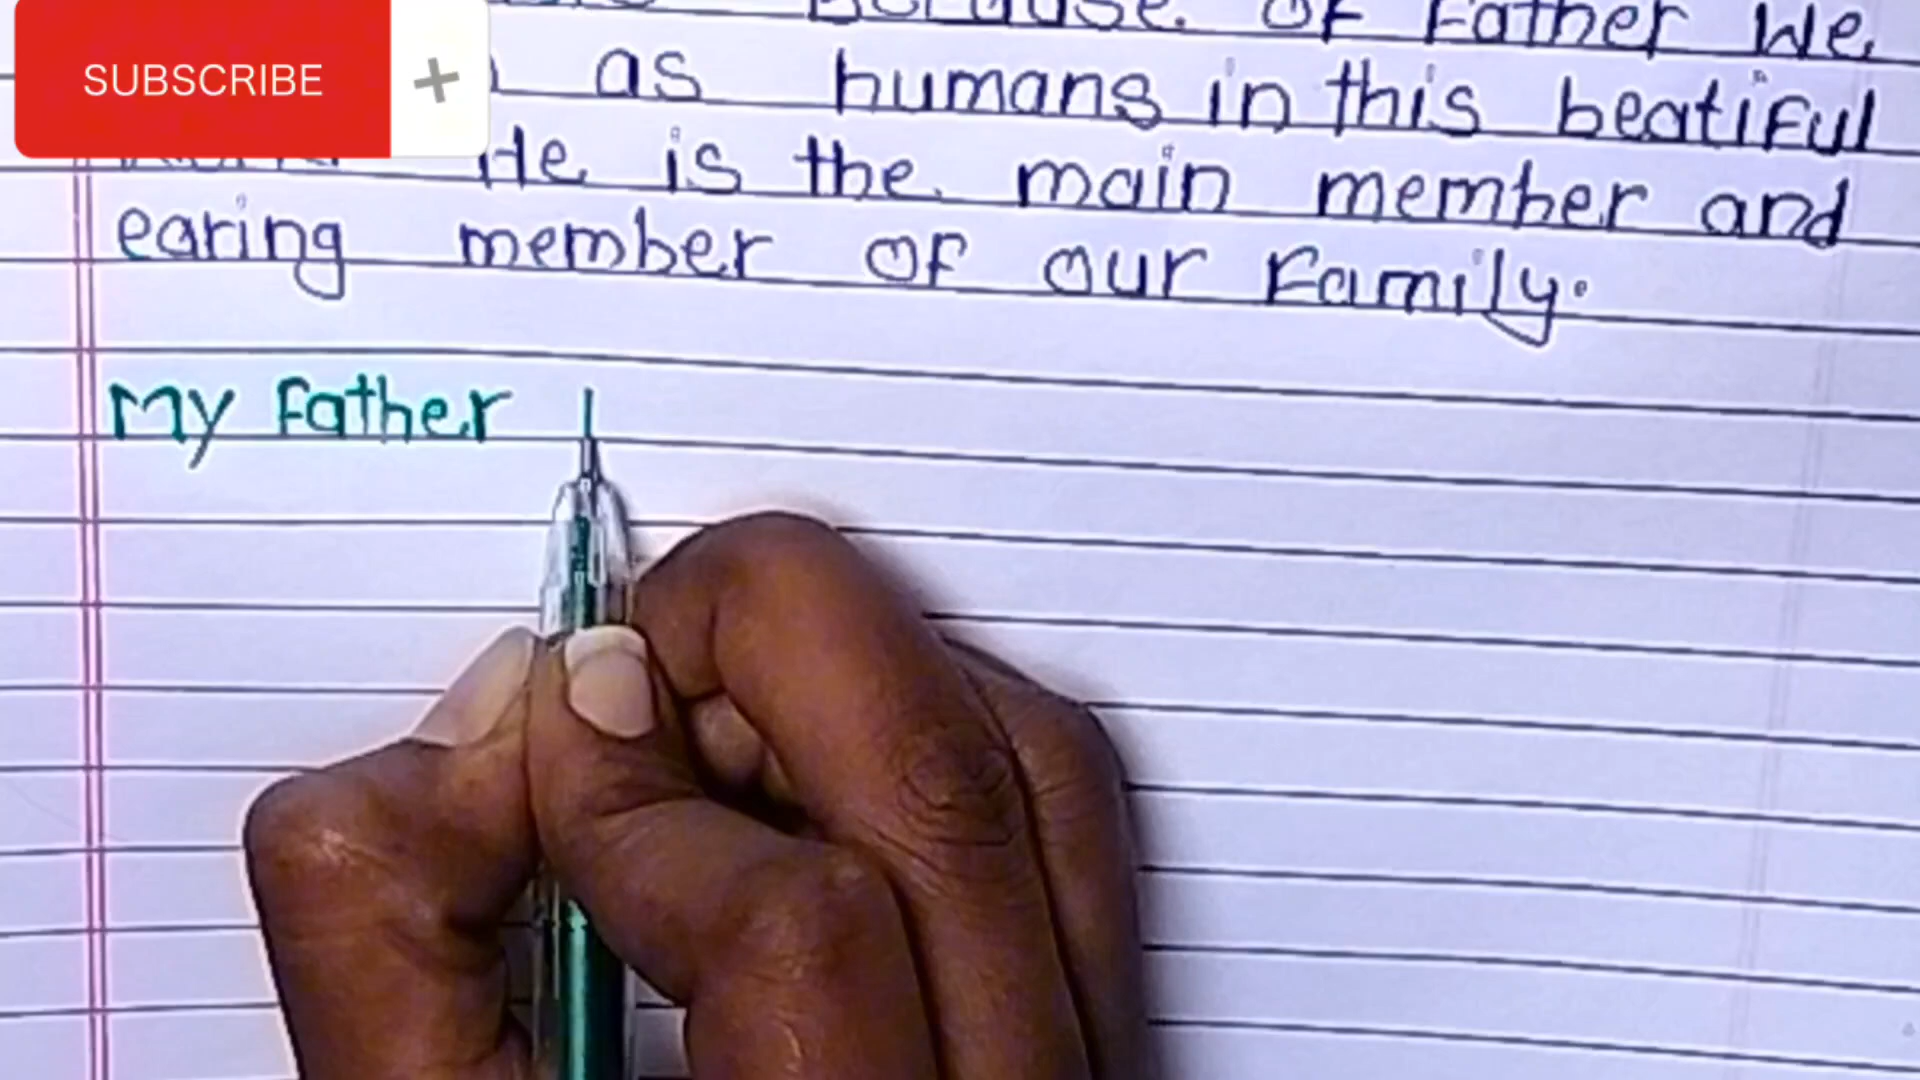 Because of Father We
SUBSCRIBE +
as humans in this beatiful
He is the main member and
earing member of our Family.
My Father